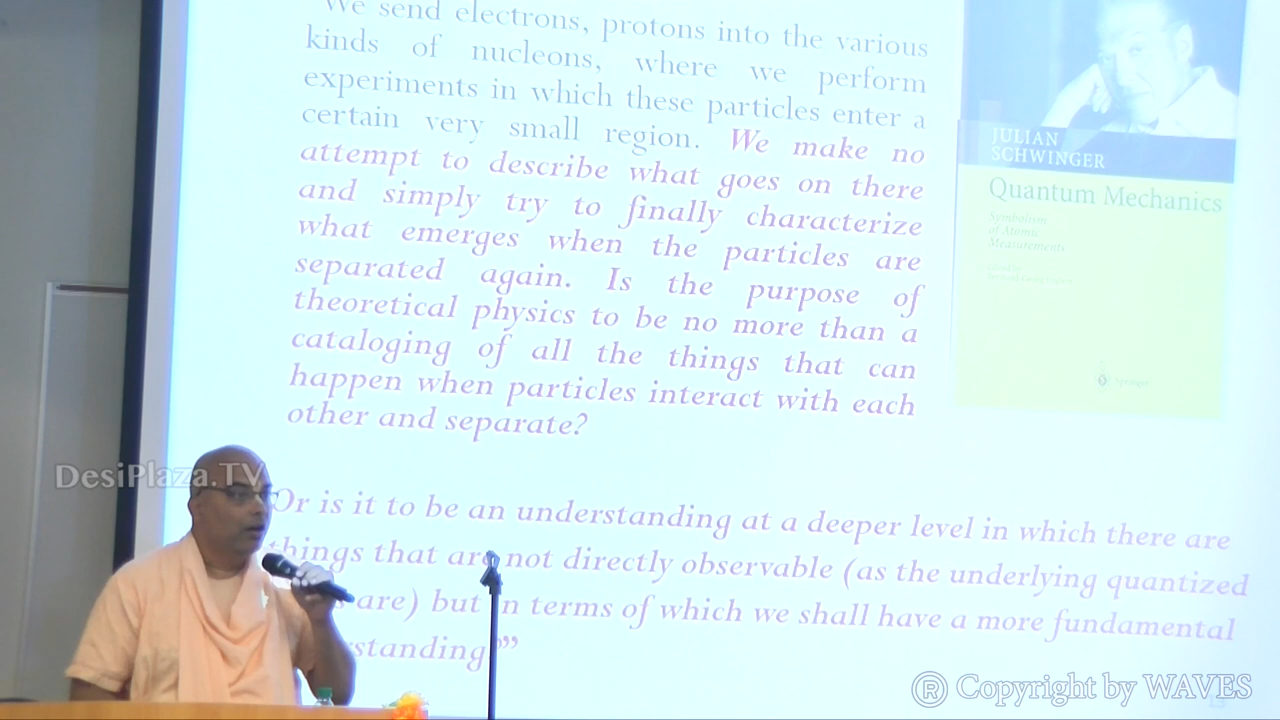 "We send electrons, protons into the various
kinds of nucleons, where we perform
experiments in which these particles enter a
certain very small region. We make no
attempt to describe what goes on there
and simply try to finally characterize
what emerges when the particles are
separated again. Is the purpose of
theoretical physics to be no more than a
cataloging of all the things that can
happen when particles interact with each
other and separate?
Or is it to be an understanding at a deeper level in which there are
things that are not directly observable (as the underlying quantized
are) but in terms of which we shall have a more fundamental
standing?"
JULIAN
SCHWINGER
Quantum Mechanics
Symbolism
of Atomic
Measurements
Springer
DesiPlaza.TV
® Copyright by WAVES
13